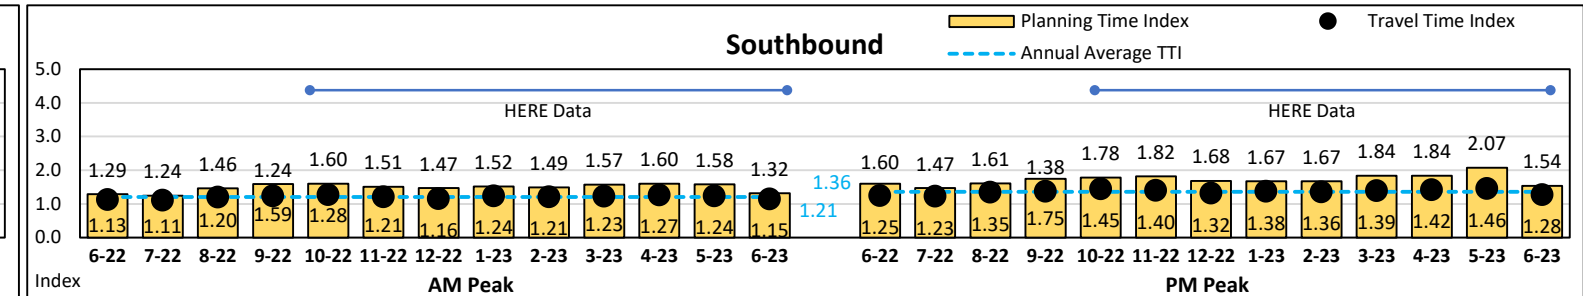 Planning Time Index
Travel Time Index
Southbound
Annual Average TTI
5.0
4.0
3.0
2.0
1.0
0.0
HERE Data
HERE Data
1.29 1.24 1.46 1.24 1.60 1.51 1.47 1.52 1.49 1.57 1.60 1.58 1.32
1.60 1.47 1.61 1.38 1.78 1.82 1.68 1.67 1.67 1.84 1.84 2.07 1.54
1.36
1.21
1.13 1.11 1.20 1.59 1.28 1.21 1.16 1.24 1.21 1.23 1.27 1.24 1.15
1.25 1.23 1.35 1.75 1.45 1.40 1.32 1.38 1.36 1.39 1.42 1.46 1.28
6-22 7-22 8-22 9-22 10-22 11-22 12-22 1-23 2-23 3-23 4-23 5-23 6-23
6-22 7-22 8-22 9-22 10-22 11-22 12-22 1-23 2-23 3-23 4-23 5-23 6-23
Index
AM Peak
PM Peak